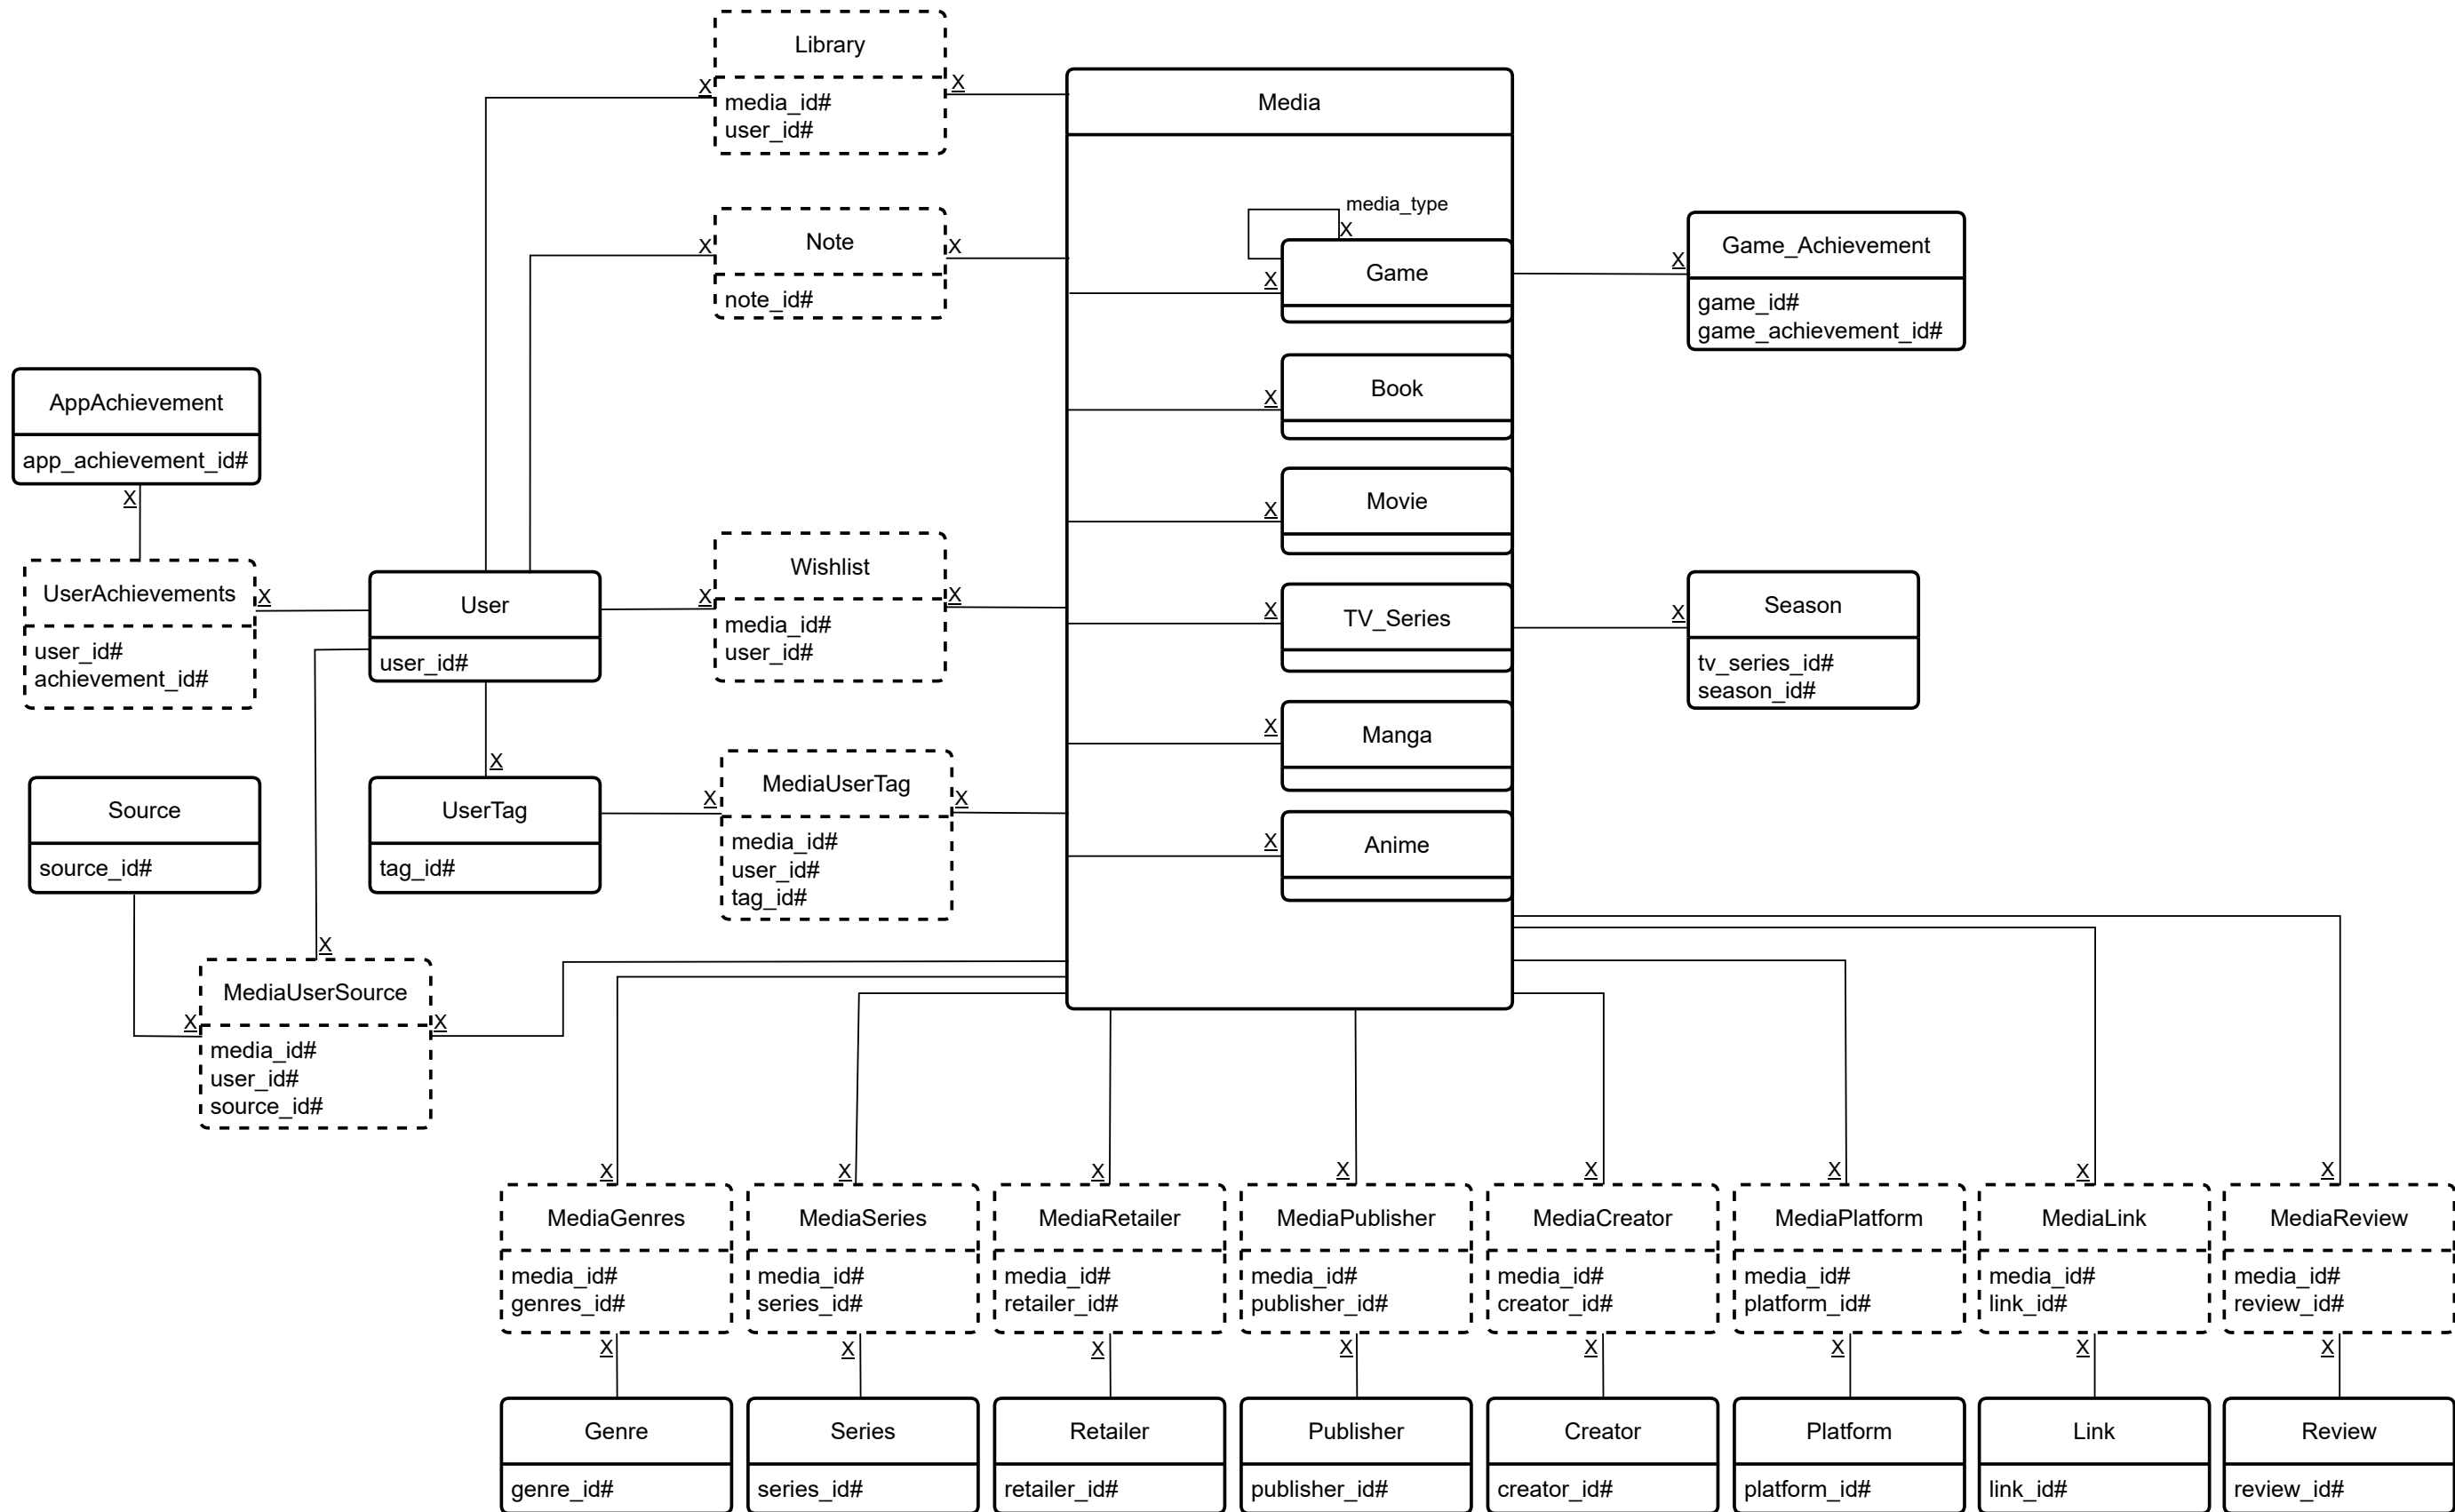 Library
X
X
media_id#
user_id#
Media
media_type
X
Note
X
X
note_id#
Game
X
Game_Achievement
X
game_id#
game_achievement_id#
Book
X
AppAchievement
app_achievement_id#
X
Movie
X
Wishlist
X
X
media_id#
user_id#
UserAchievements
X
user_id#
achievement_id#
User
user_id#
X
TV_Series
X
Season
X
tv_series_id#
season_id#
Manga
X
Source
source_id#
UserTag
tag_id#
MediaUserTag
X
X
media_id#
user_id#
tag_id#
Anime
X
X
MediaUserSource
X
X
media_id#
user_id#
source_id#
X
X
X
X
X
X
X
X
MediaGenres
media_id#
genres_id#
MediaSeries
media_id#
series_id#
MediaRetailer
media_id#
retailer_id#
MediaPublisher
media_id#
publisher_id#
MediaCreator
media_id#
creator_id#
MediaPlatform
media_id#
platform_id#
MediaLink
media_id#
link_id#
MediaReview
media_id#
review_id#
X
X
X
X
X
X
X
X
Genre
genre_id#
Series
series_id#
Retailer
retailer_id#
Publisher
publisher_id#
Creator
creator_id#
Platform
platform_id#
Link
link_id#
Review
review_id#